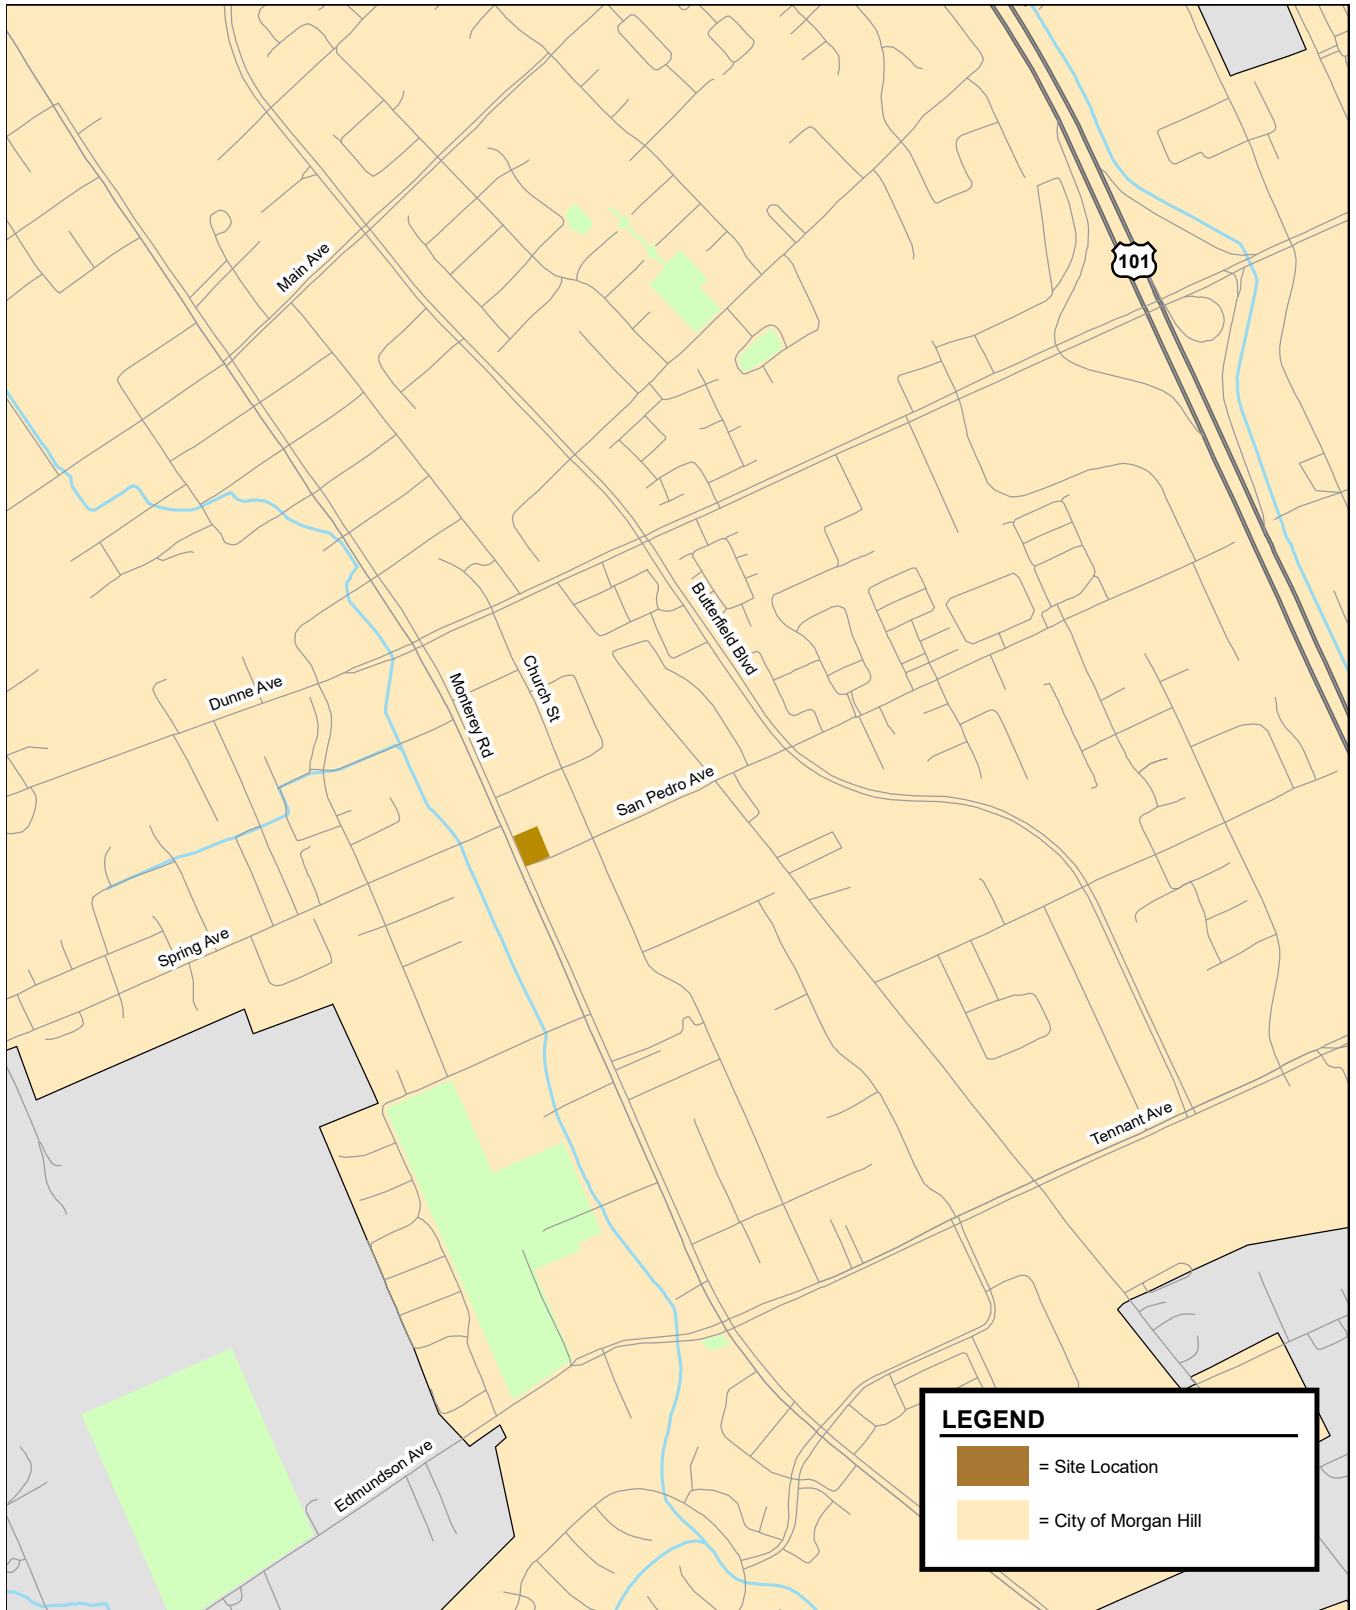 101
Main Ave
Butterfield Blvd
Church St
Monterey Rd
Dunne Ave
San Pedro Ave
Spring Ave
Tennant Ave
Edmundson Ave
LEGEND
= Site Location
= City of Morgan Hill